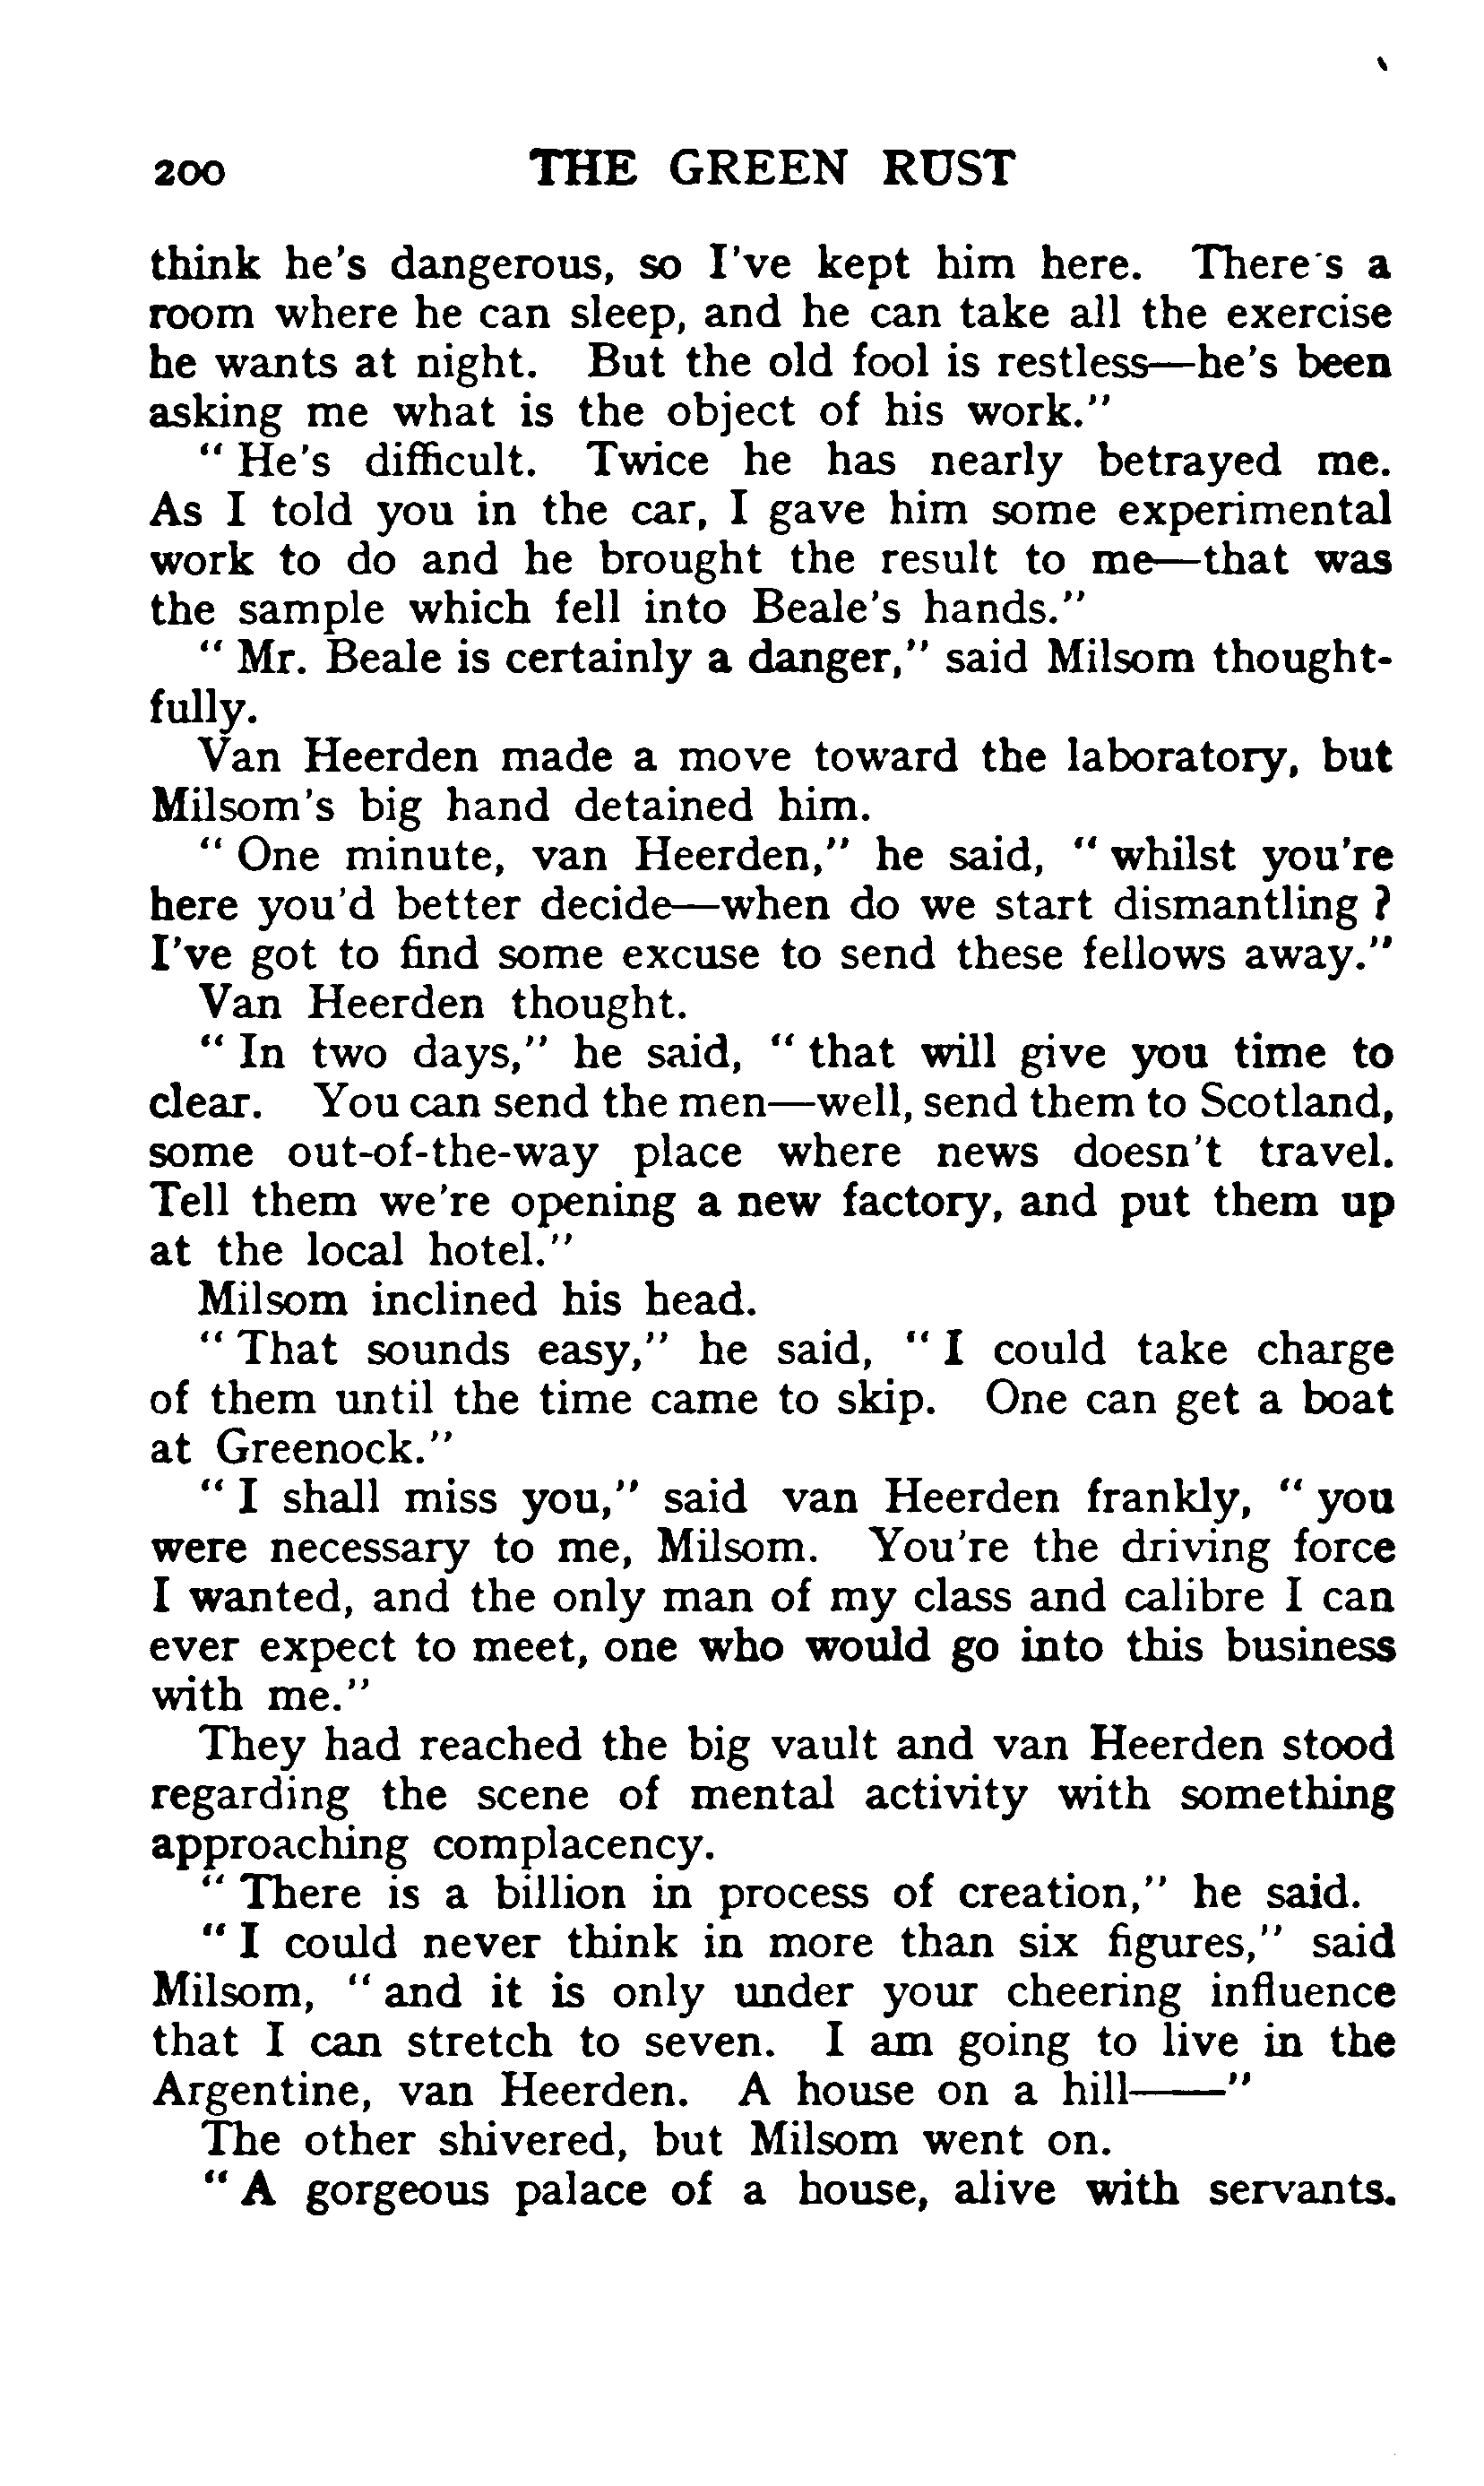 200 THE GREEN RUST
think he's dangerous, so I've kept him here. There's a
room where he can sleep, and he can take all the exercise
he wants at night. But the old fool is restless—he's been
asking me what is the object of his work."
" He's difficult. Twice he has nearly betrayed me.
As I told you in the car, I gave him some experimental
work to do and he brought the result to me—that was
the sample which fell into Beale's hands."
" Mr. Beale is certainly a danger," said Milsom thought-
fully.
Van Heerden made a move toward the laboratory, but
Milsom's big hand detained him.
" One minute, van Heerden," he said, " whilst you're
here you'd better decide—when do we start dismantling ?
I've got to find some excuse to send these fellows away."
Van Heerden thought.
" In two days," he said, " that will give you time to
clear. You can send the men—well, send them to Scotland,
some out-of-the-way place where news doesn't travel.
Tell them we're opening a new factory, and put them up
at the local hotel."
Milsom inclined his head.
" That sounds easy," he said, " I could take charge
of them until the time came to skip. One can get a boat
at Greenock."
" I shall miss you," said van Heerden frankly, " you
were necessary to me, Milsom. You're the driving force
I wanted, and the only man of my class and calibre I can
ever expect to meet, one who would go into this business
with me."
They had reached the big vault and van Heerden stood
regarding the scene of mental activity with something
approaching complacency.
" There is a billion in process of creation," he said.
" I could never think in more than six figures," said
Milsom, " and it is only under your cheering influence
that I can stretch to seven. I am going to live in the
Argentine, van Heerden. A house on a hill——"
The other shivered, but Milsom went on.
" A gorgeous palace of a house, alive with servants.